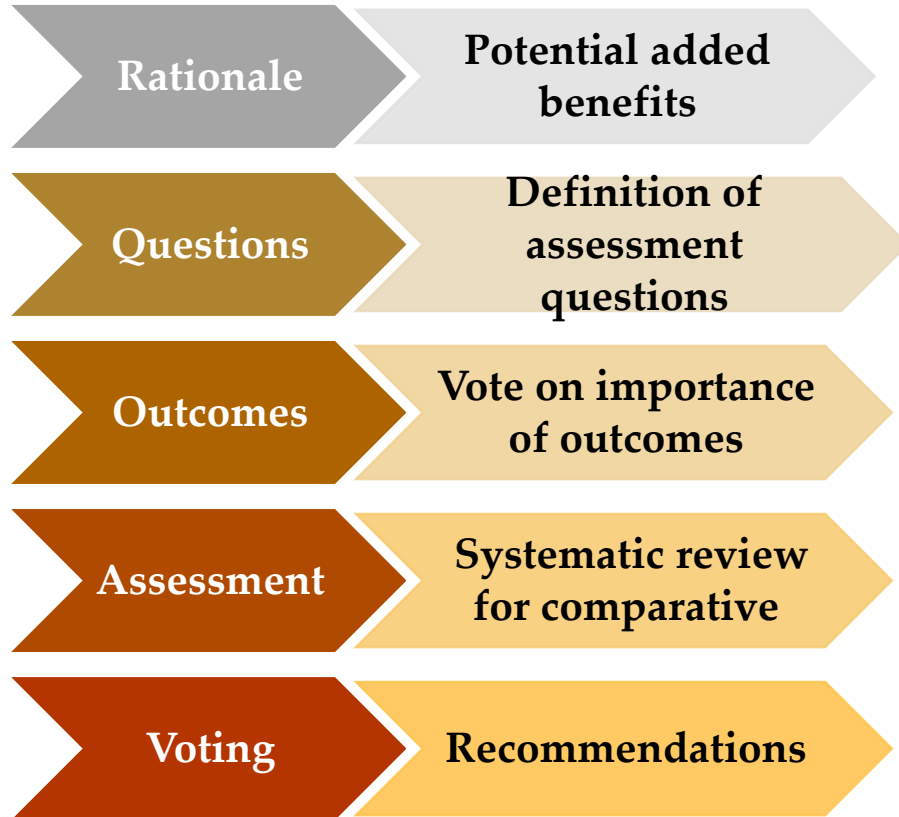 Rationale
Potential added
benefits
Questions
Definition of
assessment
questions
Outcomes
Vote on importance
of outcomes
Assessment
Systematic review
for comparative
Voting
Recommendations